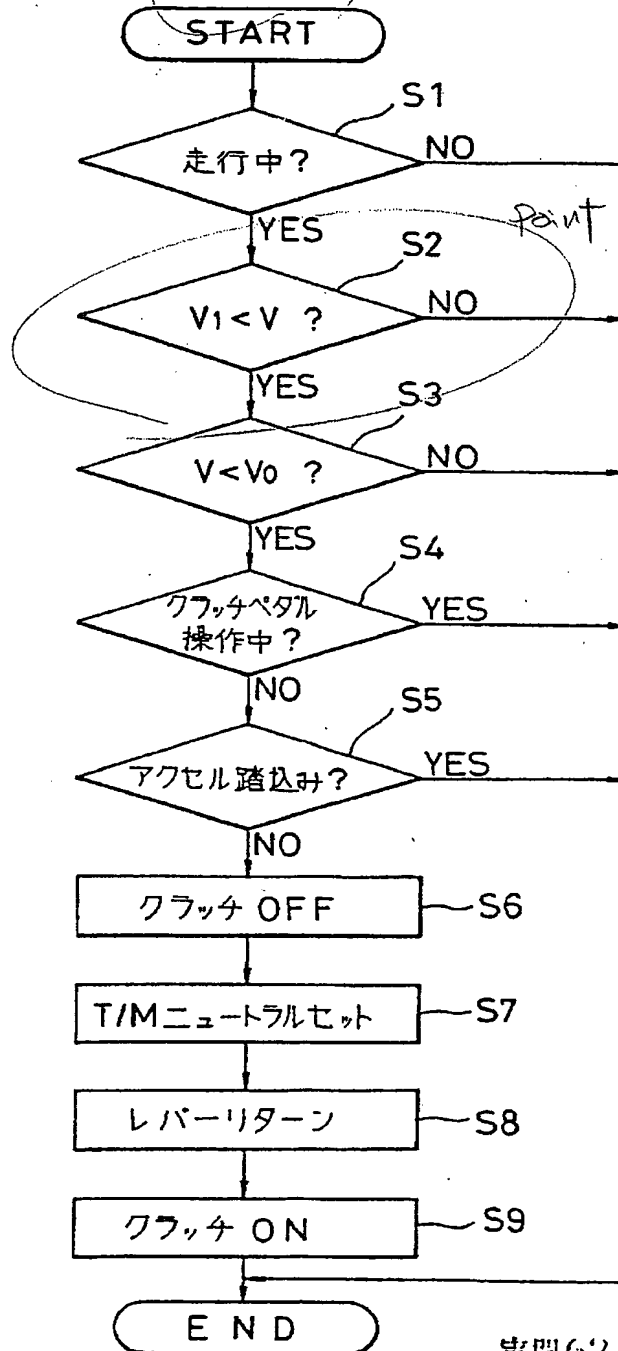 START
S1
走行中?
NO
YES
Point
S2
V1<V ?
NO
YES
S3
V<V0 ?
NO
YES
S4
クラッチペダル
操作中?
YES
NO
S5
アクセル踏込み?
YES
NO
クラッチ OFF
S6
T/Mニュートラルセット
S7
レバーリターン
S8
クラッチ ON
S9
END